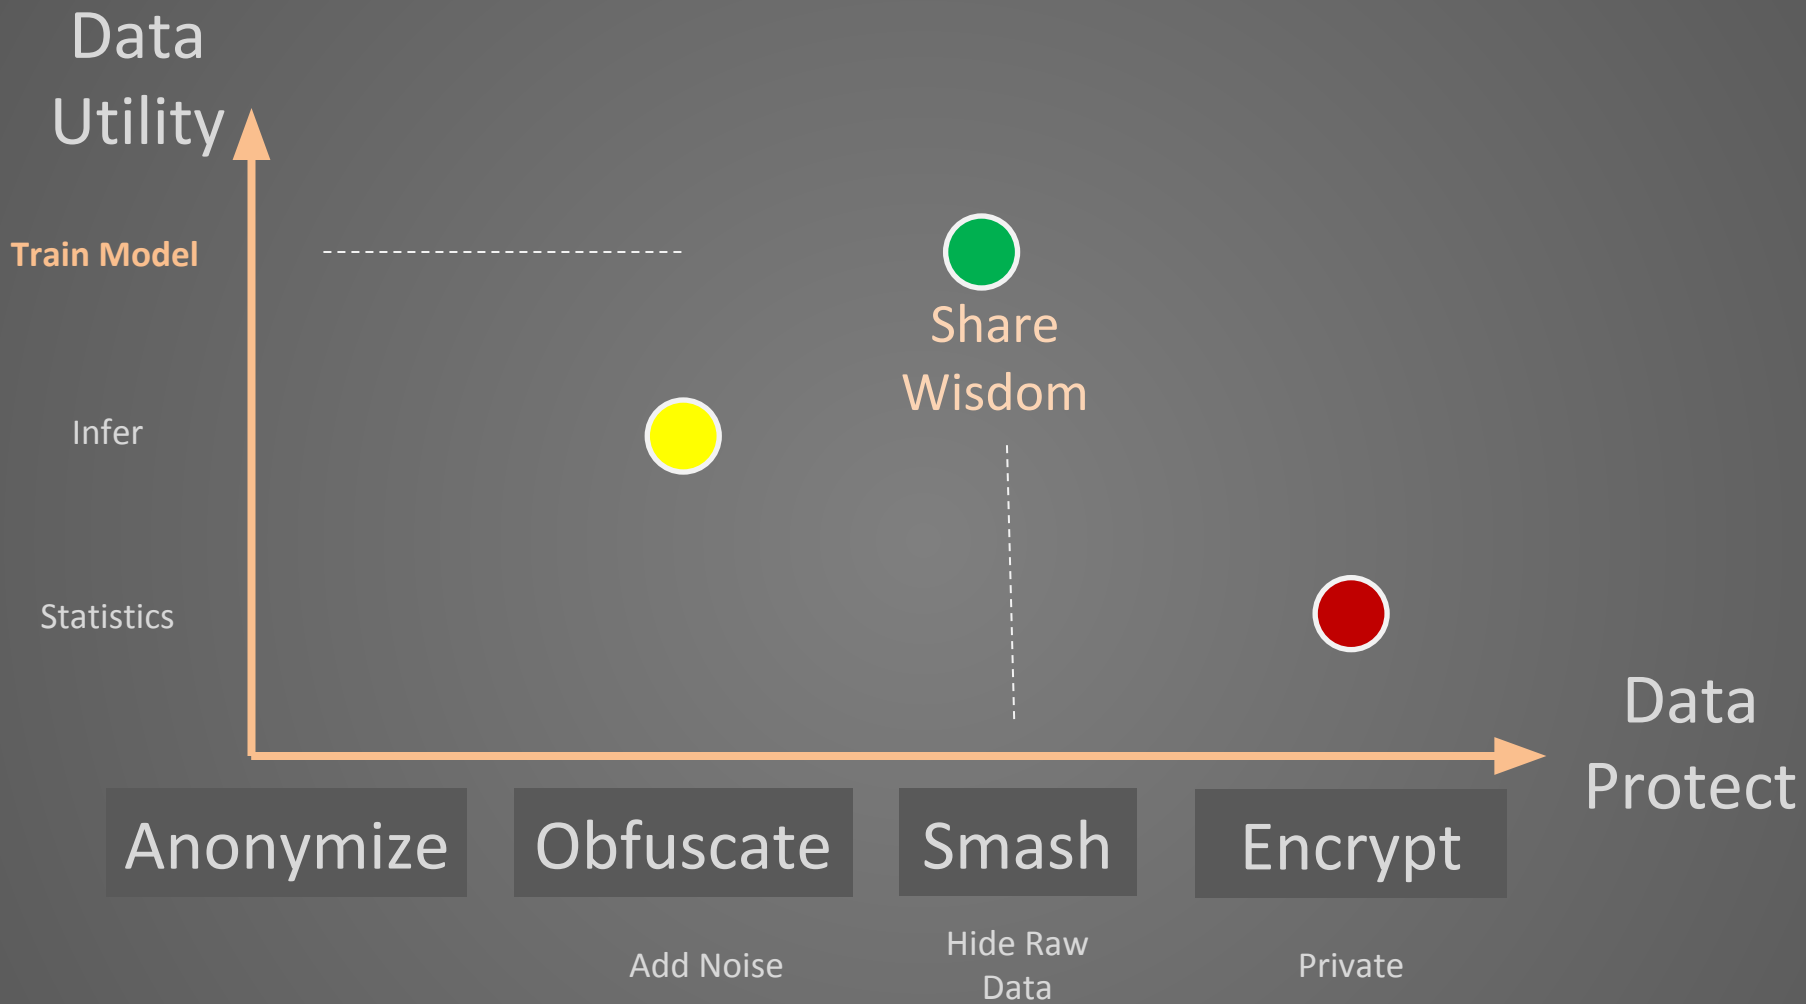 Data
Utility
Train Model
Share
Wisdom
Infer
Statistics
Data
Protect
Anonymize
Obfuscate
Smash
Encrypt
Add Noise
Hide Raw
Data
Private